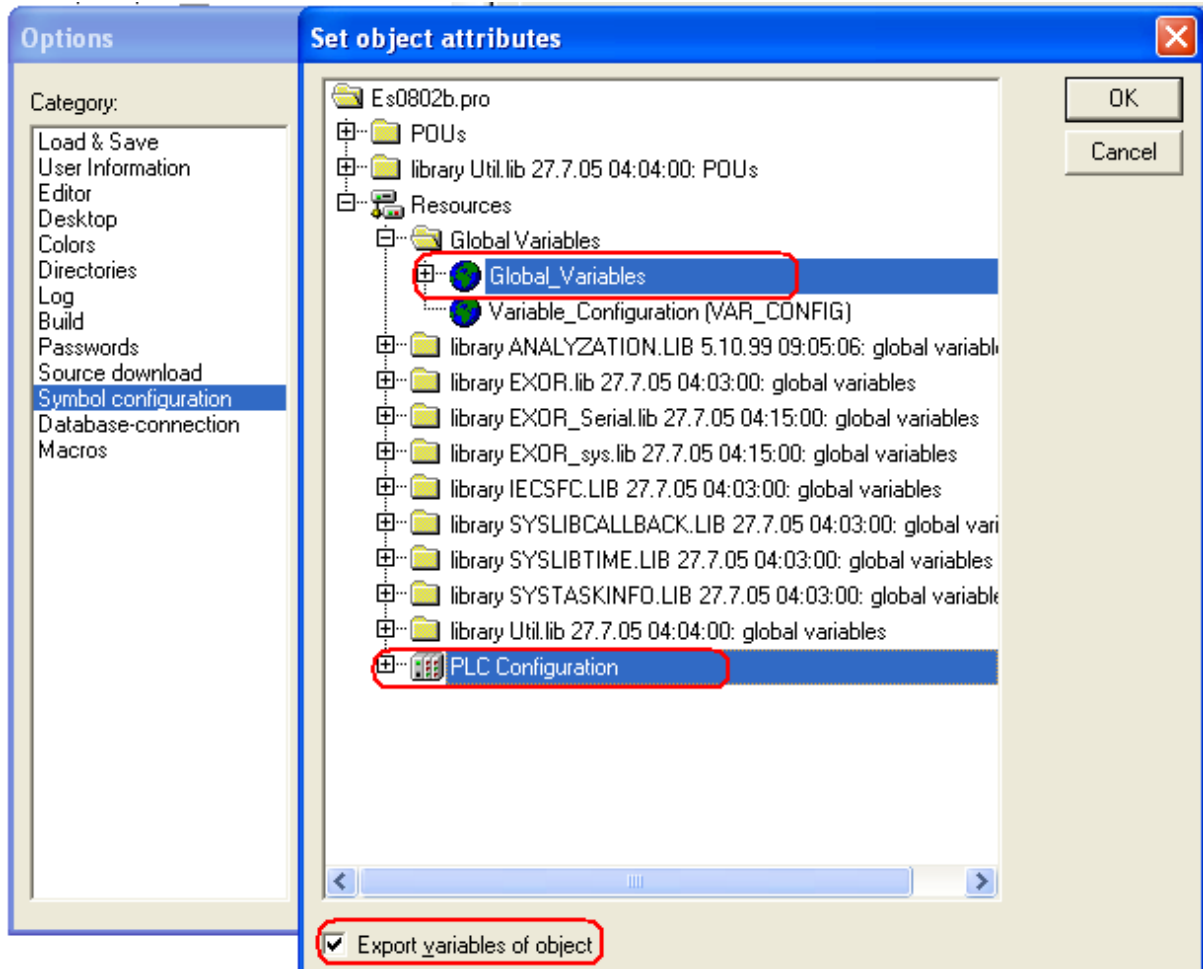 Options
Category:
Load & Save
User Information
Editor
Desktop
Colors
Directories
Log
Build
Passwords
Source download
Symbol configuration
Database-connection
Macros
Set object attributes
Es0802b.pro
POUs
library Util.lib 27.7.05 04:04:00: POUs
Resources
Global Variables
Global_Variables
Variable_Configuration (VAR_CONFIG)
library ANALYZATION.LIB 5.10.99 09:05:06: global variabl
library EXOR.lib 27.7.05 04:03:00: global variables
library EXOR_Serial.lib 27.7.05 04:15:00: global variables
library EXOR_sys.lib 27.7.05 04:15:00: global variables
library IECSFC.LIB 27.7.05 04:03:00: global variables
library SYSLIBCALLBACK.LIB 27.7.05 04:03:00: global vari
library SYSLIBTIME.LIB 27.7.05 04:03:00: global variables
library SYSTASKINFO.LIB 27.7.05 04:03:00: global variable
library Util.lib 27.7.05 04:04:00: global variables
PLC Configuration
OK
Cancel
Export variables of object